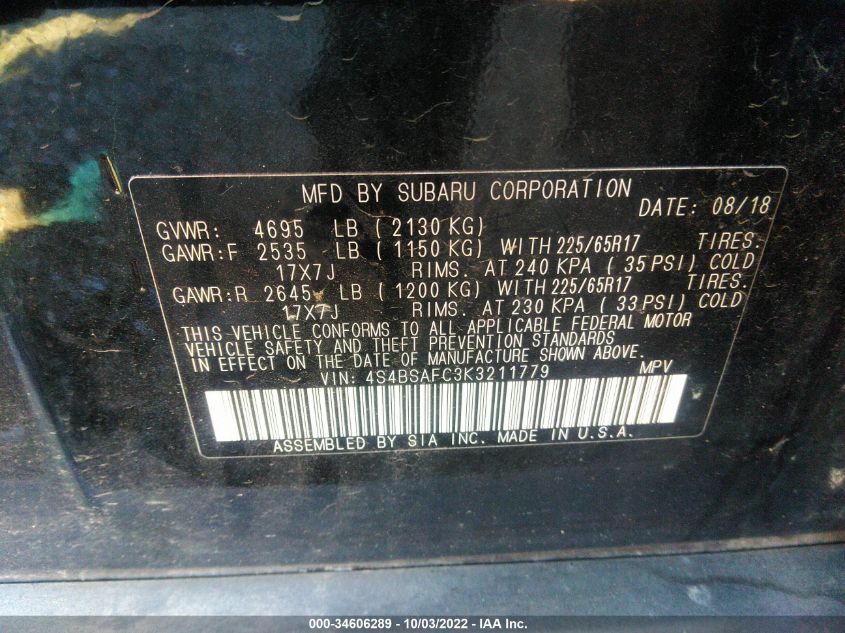 MFD BY SUBARU CORPORATION
DATE: 08/18
GVWR: 4695 LB ( 2130 KG)
GAWR:F 2535 LB ( 1150 KG) WITH 225/65R17 TIRES.
17X7J RIMS. AT 240 KPA ( 35 PSI) COLD
GAWR:R 2645 LB ( 1200 KG) WITH 225/65R17 TIRES.
17X7J RIMS. AT 230 KPA ( 33 PSI) COLD
THIS VEHICLE CONFORMS TO ALL APPLICABLE FEDERAL MOTOR
VEHICLE SAFETY AND THEFT PREVENTION STANDARDS
IN EFFECT ON THE DATE OF MANUFACTURE SHOWN ABOVE.
VIN: 4S4BSAFC3K3211779 MPV
ASSEMBLED BY SIA INC. MADE IN U.S.A.
000-34606289 - 10/03/2022 - IAA Inc.